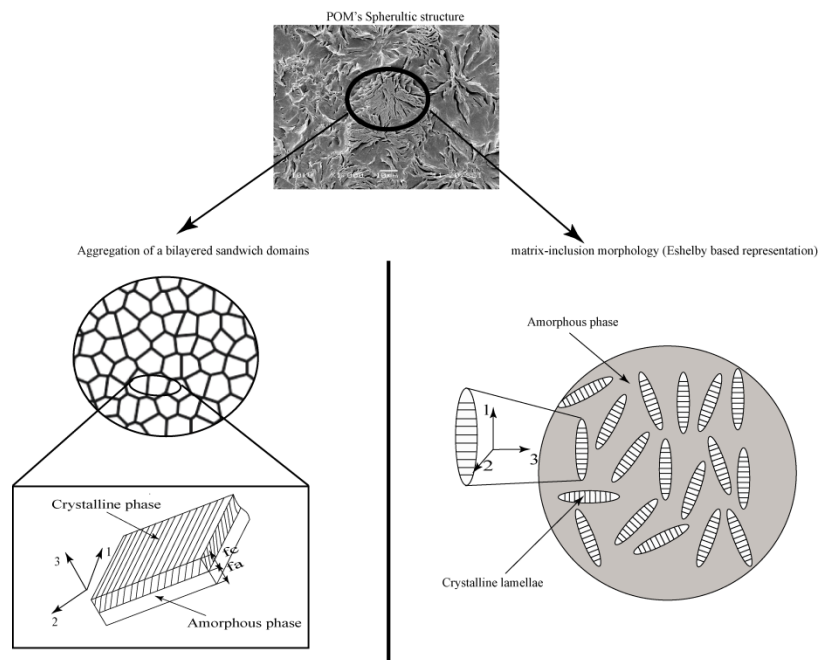 POM's Spherultic structure
Aggregation of a bilayered sandwich domains
matrix-inclusion morphology (Eshelby based representation)
Amorphous phase
1
2
3
Crystalline lamellae
Crystalline phase
fc
fa
3
1
2
Amorphous phase